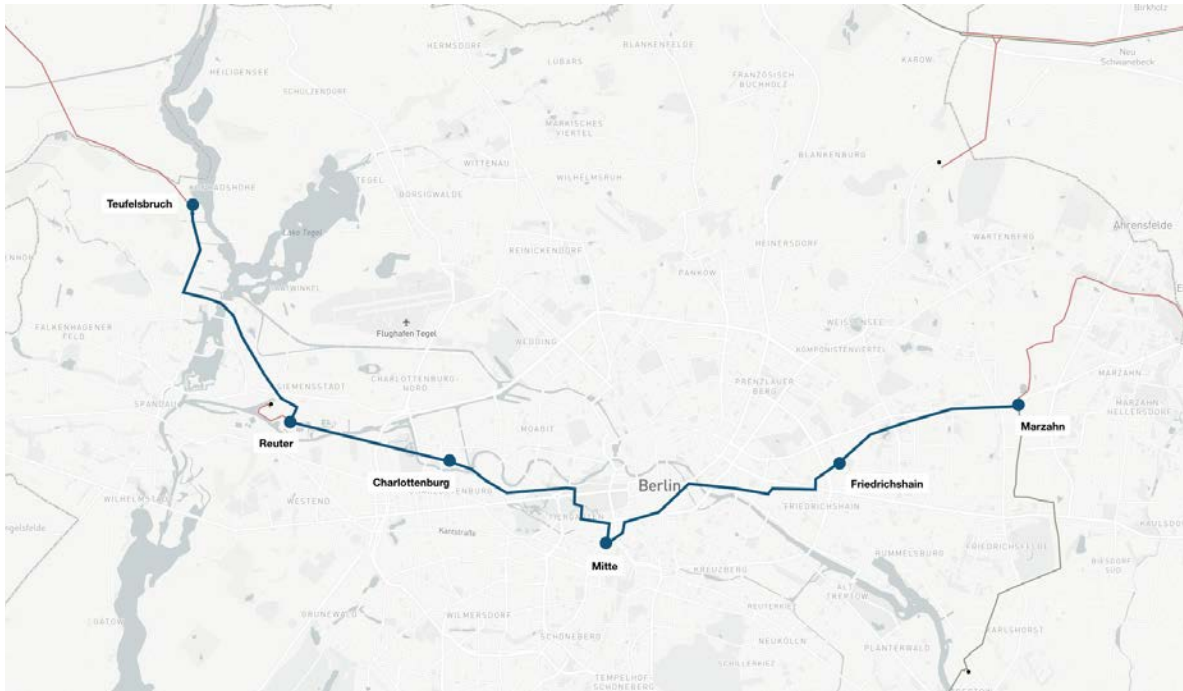 Birkholz
HERMSDORF
BLANKENFELDE
KAROW
Neu
Schwanebeck
LÜBARS
HEILIGENSEE
FRANZÖSISCH
BUCHHOLZ
SCHULZENDORF
MÄRKISCHES
VIERTEL
WITTENAU
BLANKENBURG
WILHELMSRUH
TEGEL
BORSIGWALDE
Teufelsbruch
Ahrensfelde
Lake Tegel
WARTENBERG
REINICKENDORF
HEINERSDORF
PANKOW
FALKENHAGENER
FELD
Flughafen Tegel
WEISSENSEE
WEDDING
KOMPONISTENVIERTEL
CHARLOTTENBURG-
NORD
MARZAHN
SIEMENSSTADT
PRENZLAUER
BERG
SPANDAU
MARZAHN
HELLERSDORF
Marzahn
MOABIT
Reuter
Charlottenburg
Berlin
Friedrichshain
WESTEND
FRIEDRICHSHAIN
Kantstraße
FRIEDRICHSFELDE
RUMMELSBURG
BIESDORF
SÜD
Mitte
KREUZBERG
ALT
TREPTOW
REUTERKIEZ
GRUNEWALD
WILMERSDORF
KARLSHORST
GATOW
SCHÖNEBERG
NEUKÖLLN
PLÄNTERWALD
SCHILLERKIEZ
TEMPELHOF
SCHÖNEBERG